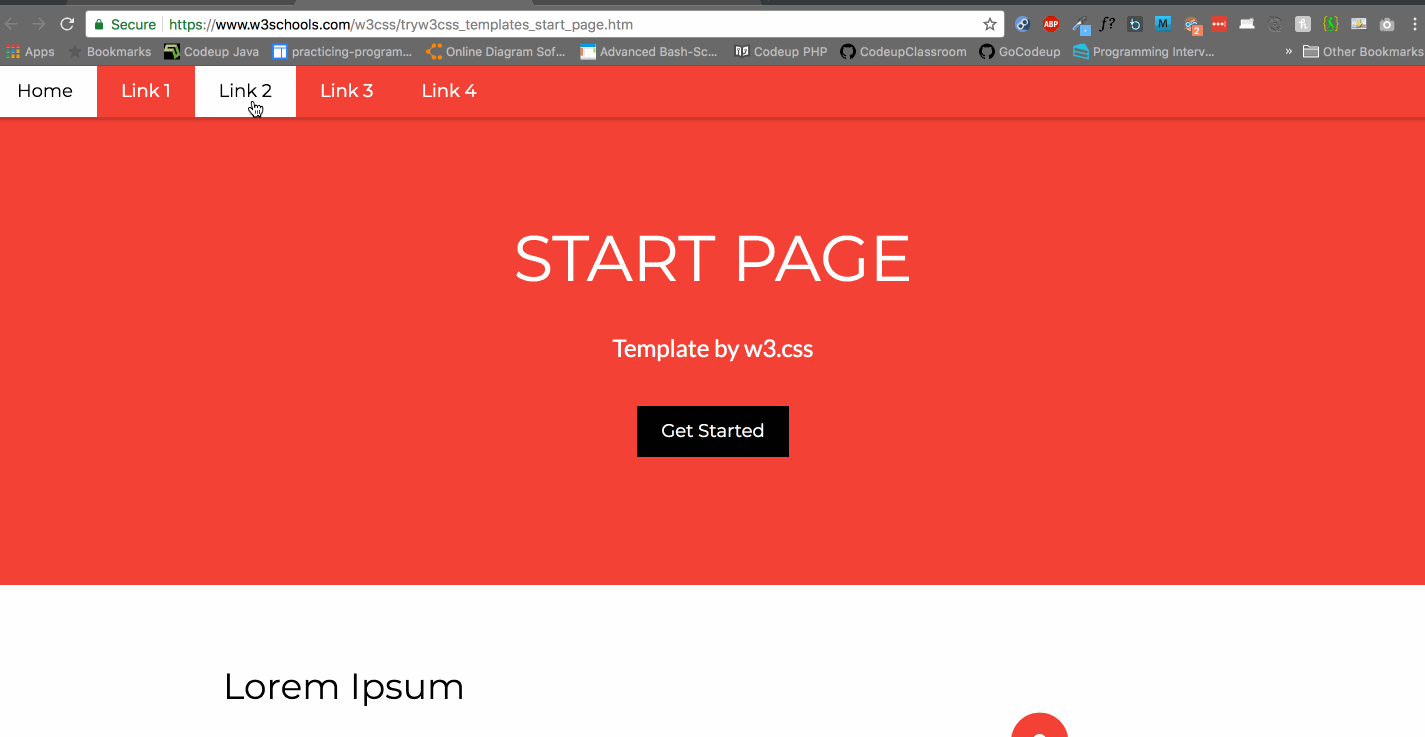 Secure https://www.w3schools.com/w3css/tryw3css_templates_start_page.htm ABP f? b M 2
Apps Bookmarks Codeup Java practicing-program... Online Diagram Sof... Advanced Bash-Sc... Codeup PHP CodeupClassroom GoCodeup Programming Interv... » Other Bookmarks
Home Link 1 Link 2 Link 3 Link 4
START PAGE
Template by w3.css
Get Started
Lorem Ipsum